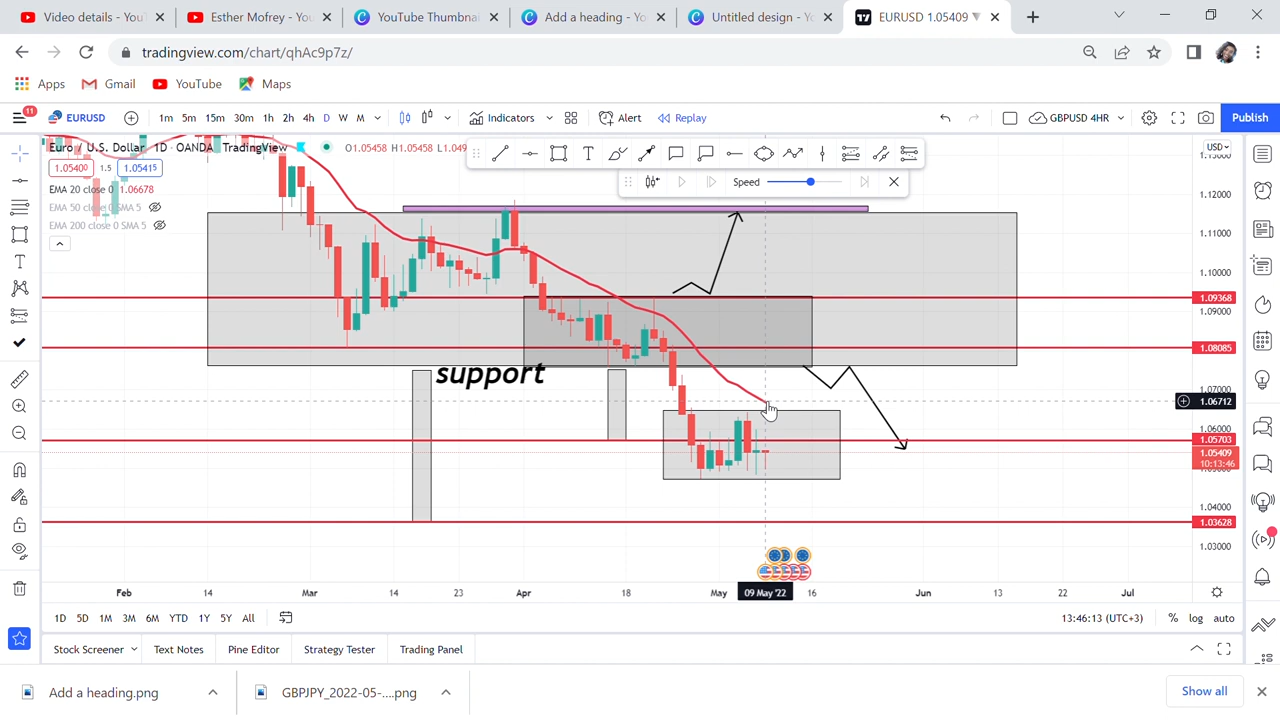 Video details - You
Esther Mofrey - You
YouTube Thumbnai
Add a heading - Yo
Untitled design - Yo
EURUSD 1.05409
tradingview.com/chart/qhAc9p7z/
Apps
Gmail
YouTube
Maps
11
EURUSD
1m 5m 15m 30m 1h 2h 4h D W M
Indicators
Alert
Replay
GBPUSD 4HR
Publish
Euro / U.S. Dollar 1D OANDA TradingView
O1.05458 H1.05458 L1.049
1.05400 1.5 15 1.05415
EMA 20 close 0 1.06678
EMA 50 close 0 SMA 5
EMA 200 close 0 SMA 5
Speed
USD
1.12000
1.11000
1.10000
1.09368
1.09000
1.08085
1.07000
1.06712
1.06000
1.05703
1.05409
10:13:46
1.04000
1.03628
1.03000
support
Feb 14 Mar 14 23 Apr 18 May 09 May '22 16 Jun 13 22 Jul
1D 5D 1M 3M 6M YTD 1Y 5Y All
13:46:13 (UTC+3)
% log auto
Stock Screener
Text Notes
Pine Editor
Strategy Tester
Trading Panel
Add a heading.png
GBPJPY_2022-05-....png
Show all